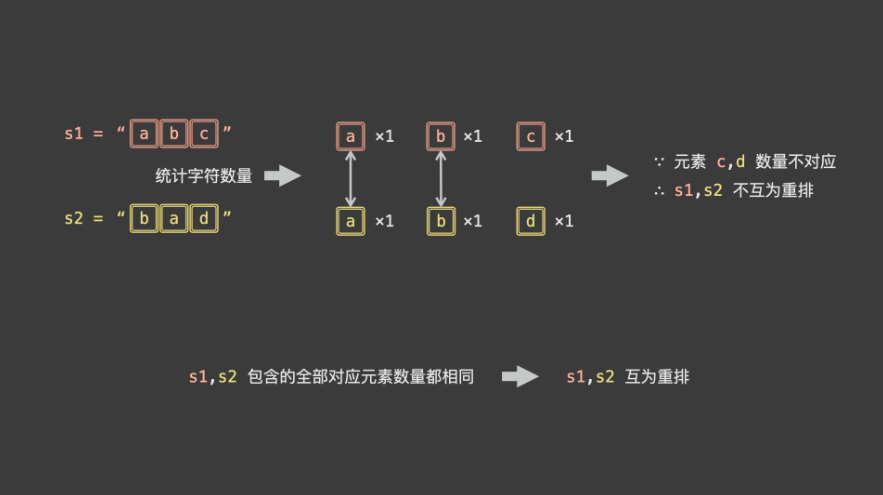 s1 = “abc”
a ×1 b ×1 c ×1
∵ 元素 c,d 数量不对应
统计字符数量
∴ s1,s2 不互为重排
s2 = “bad”
a ×1 b ×1 d ×1
s1,s2 包含的全部对应元素数量都相同
s1,s2 互为重排